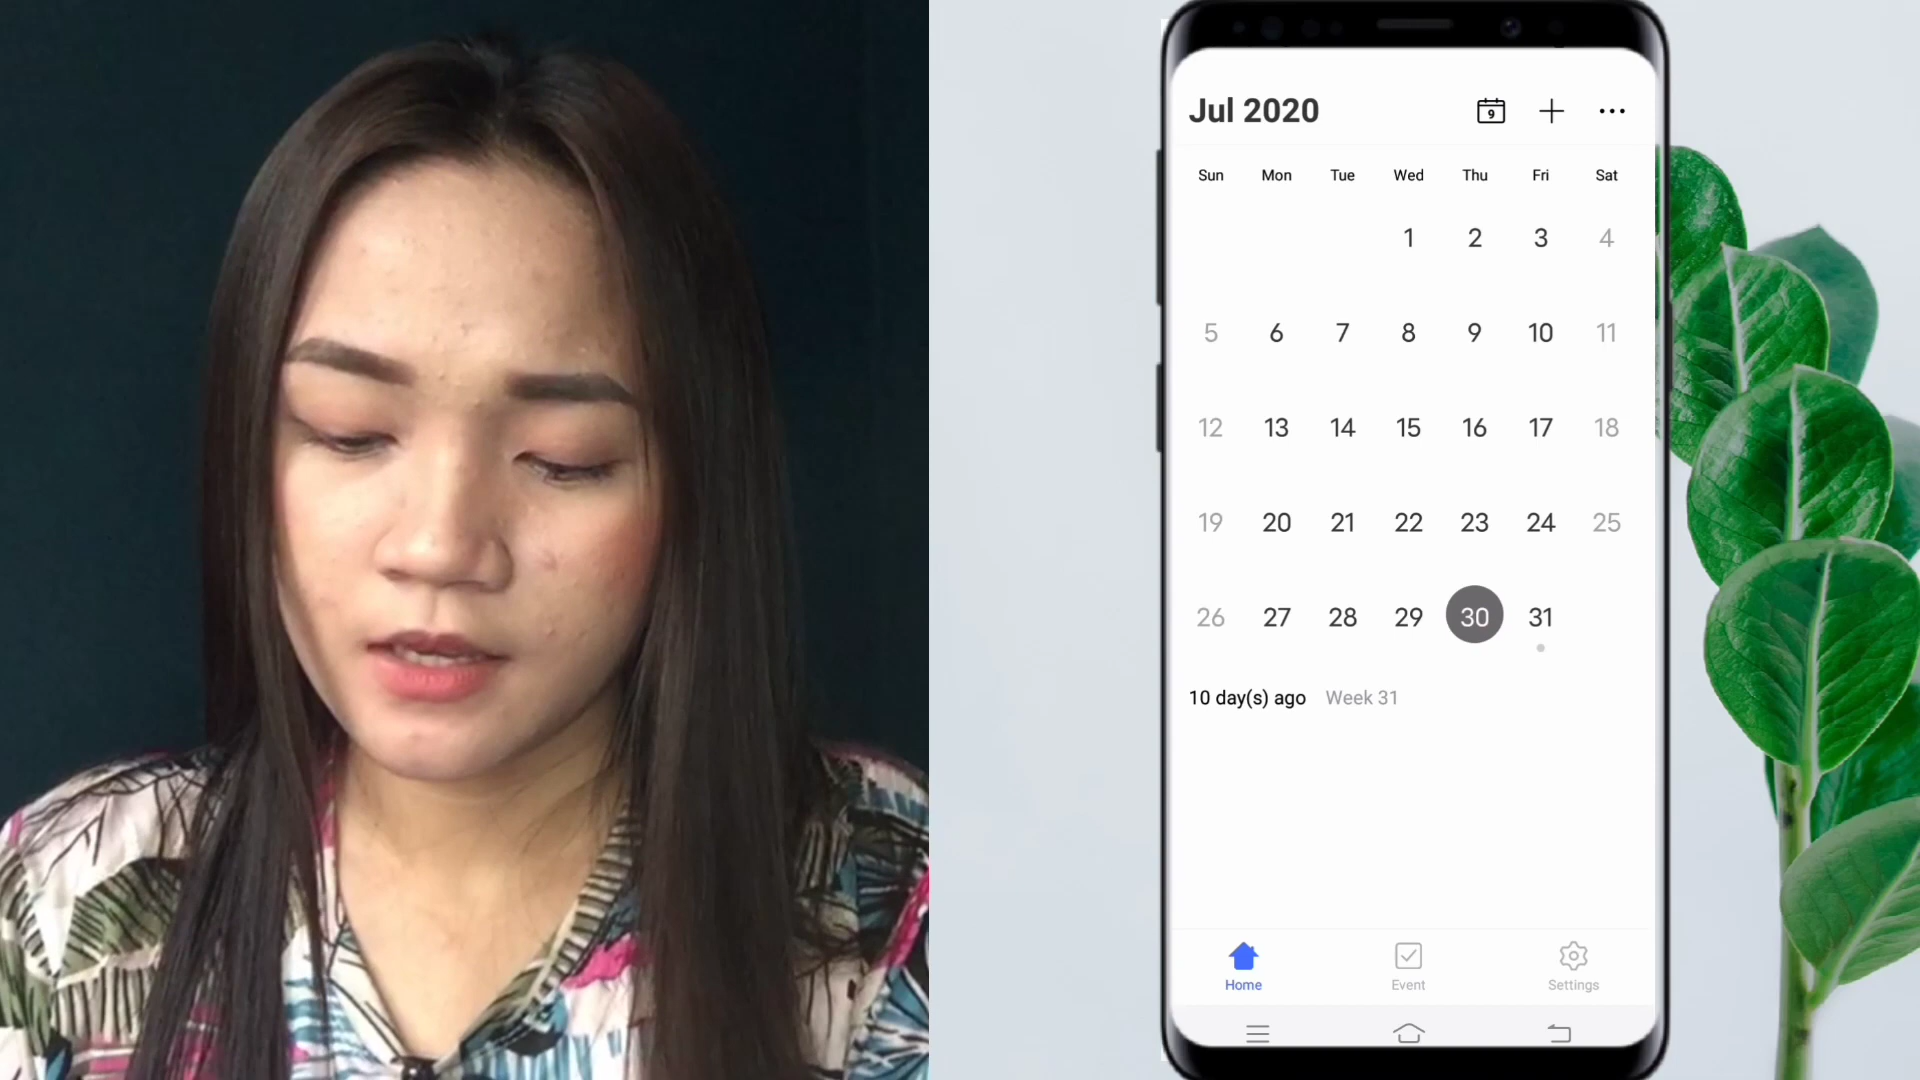 Jul 2020
9
Sun Mon Tue Wed Thu Fri Sat
1 2 3 4
5 6 7 8 9 10 11
12 13 14 15 16 17 18
19 20 21 22 23 24 25
26 27 28 29 30 31
10 day(s) ago Week 31
Home Event Settings